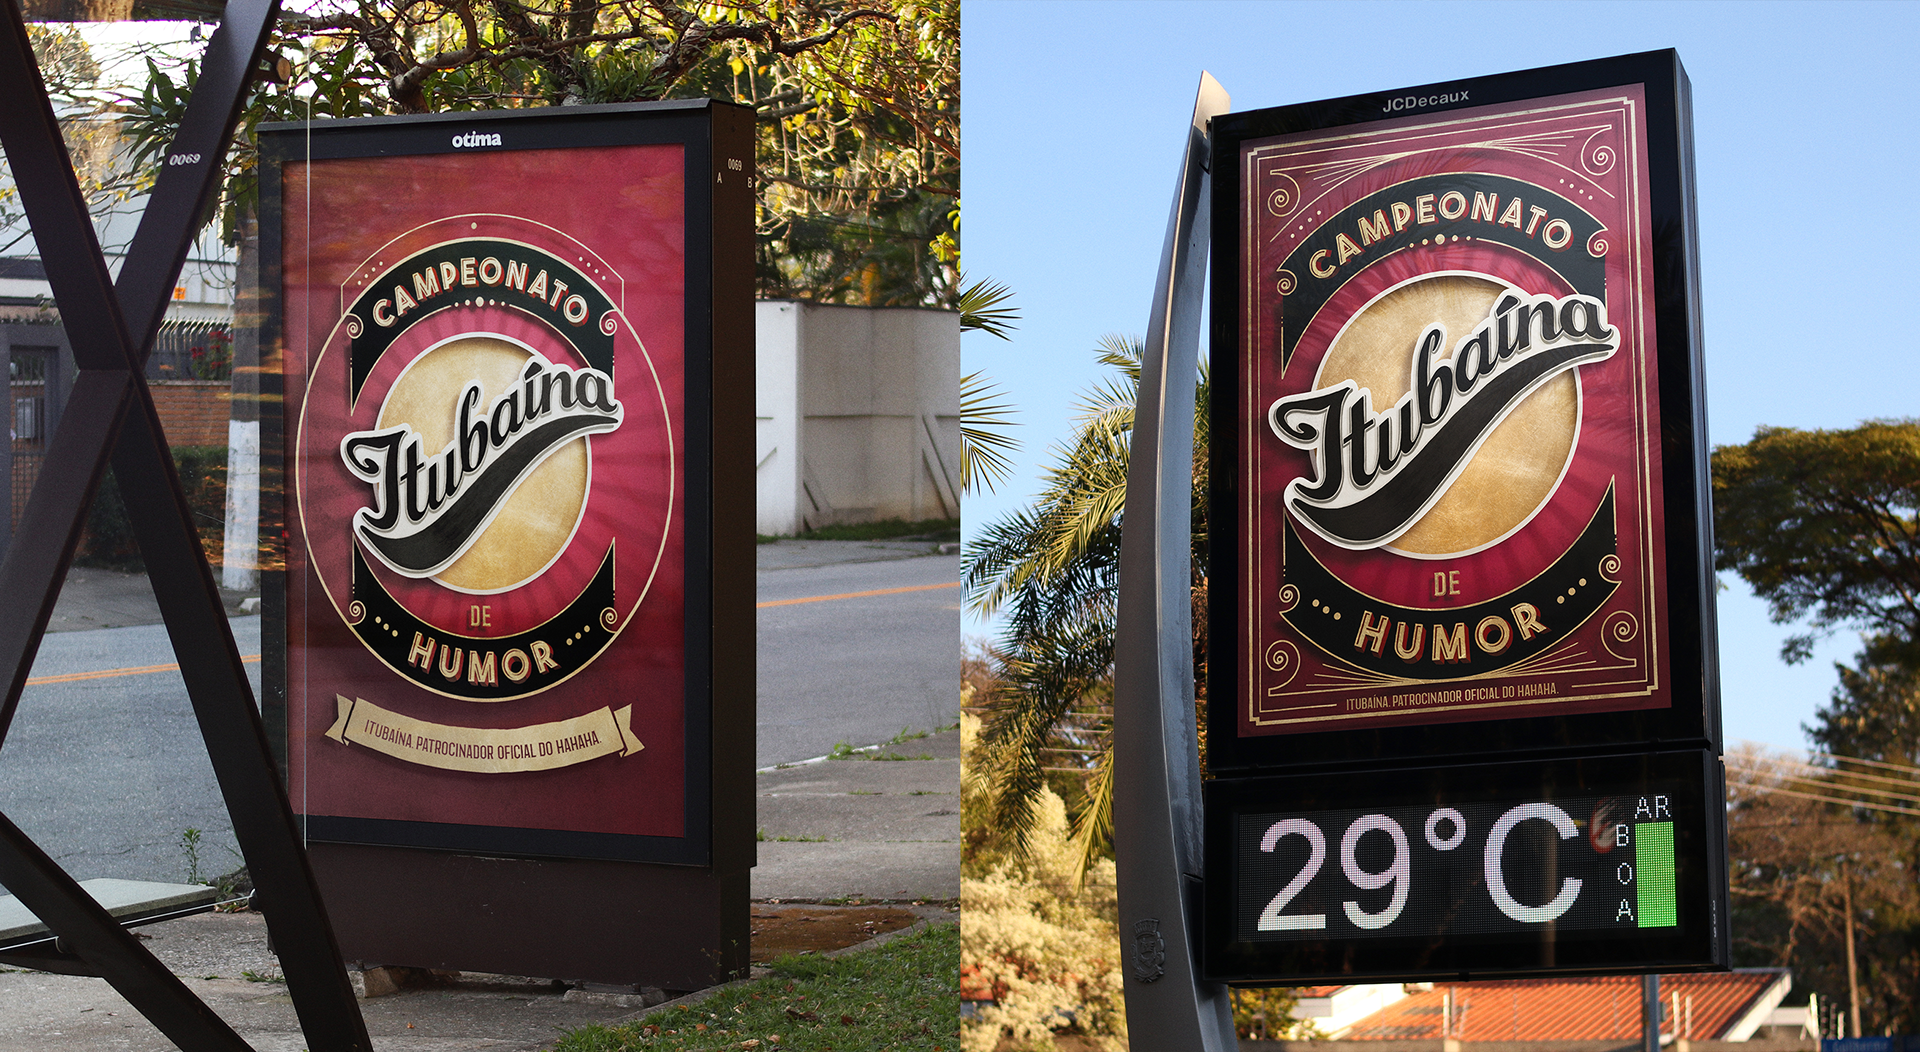 otima
0069
0069
A B
CAMPEONATO
Itubaína
DE
HUMOR
ITUBAÍNA. PATROCINADOR OFICIAL DO HAHAHA.
JCDecaux
CAMPEONATO
Itubaína
DE
HUMOR
ITUBAÍNA. PATROCINADOR OFICIAL DO HAHAHA.
29°C
AR
BOA